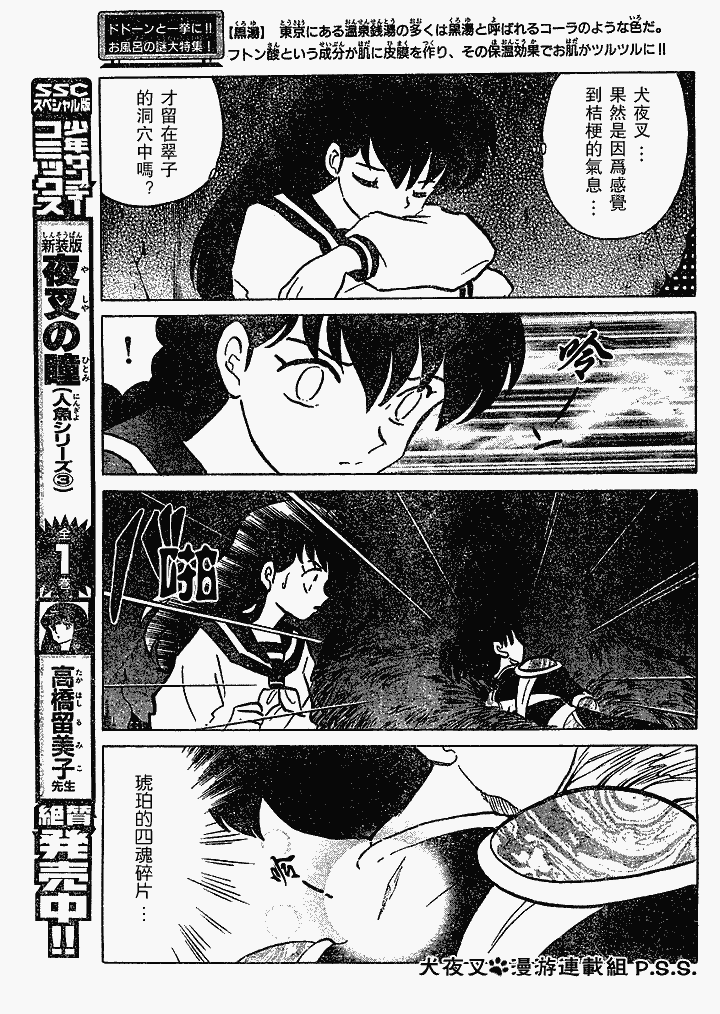 ドドーンと一挙に!!
お風呂の謎大特集!
【黒湯】 東京にある温泉銭湯の多くは黒湯と呼ばれるコーラのような色だ。
フトン酸という成分が肌に皮膜を作り、その保温効果でお肌がツルツルに!!
犬夜叉…
果然是因爲感覺
到桔梗的氣息…
才留在翠子
的洞穴中嗎？
！
吟
啪
琥珀的四魂碎片…
吟
SSC
スペシャル版
少年サンデー
コミックス
新装版
夜叉の瞳
(人魚シリーズ③)
全1巻
高橋留美子先生
絶賛発売中!!
犬夜叉漫游連載組 P.S.S.